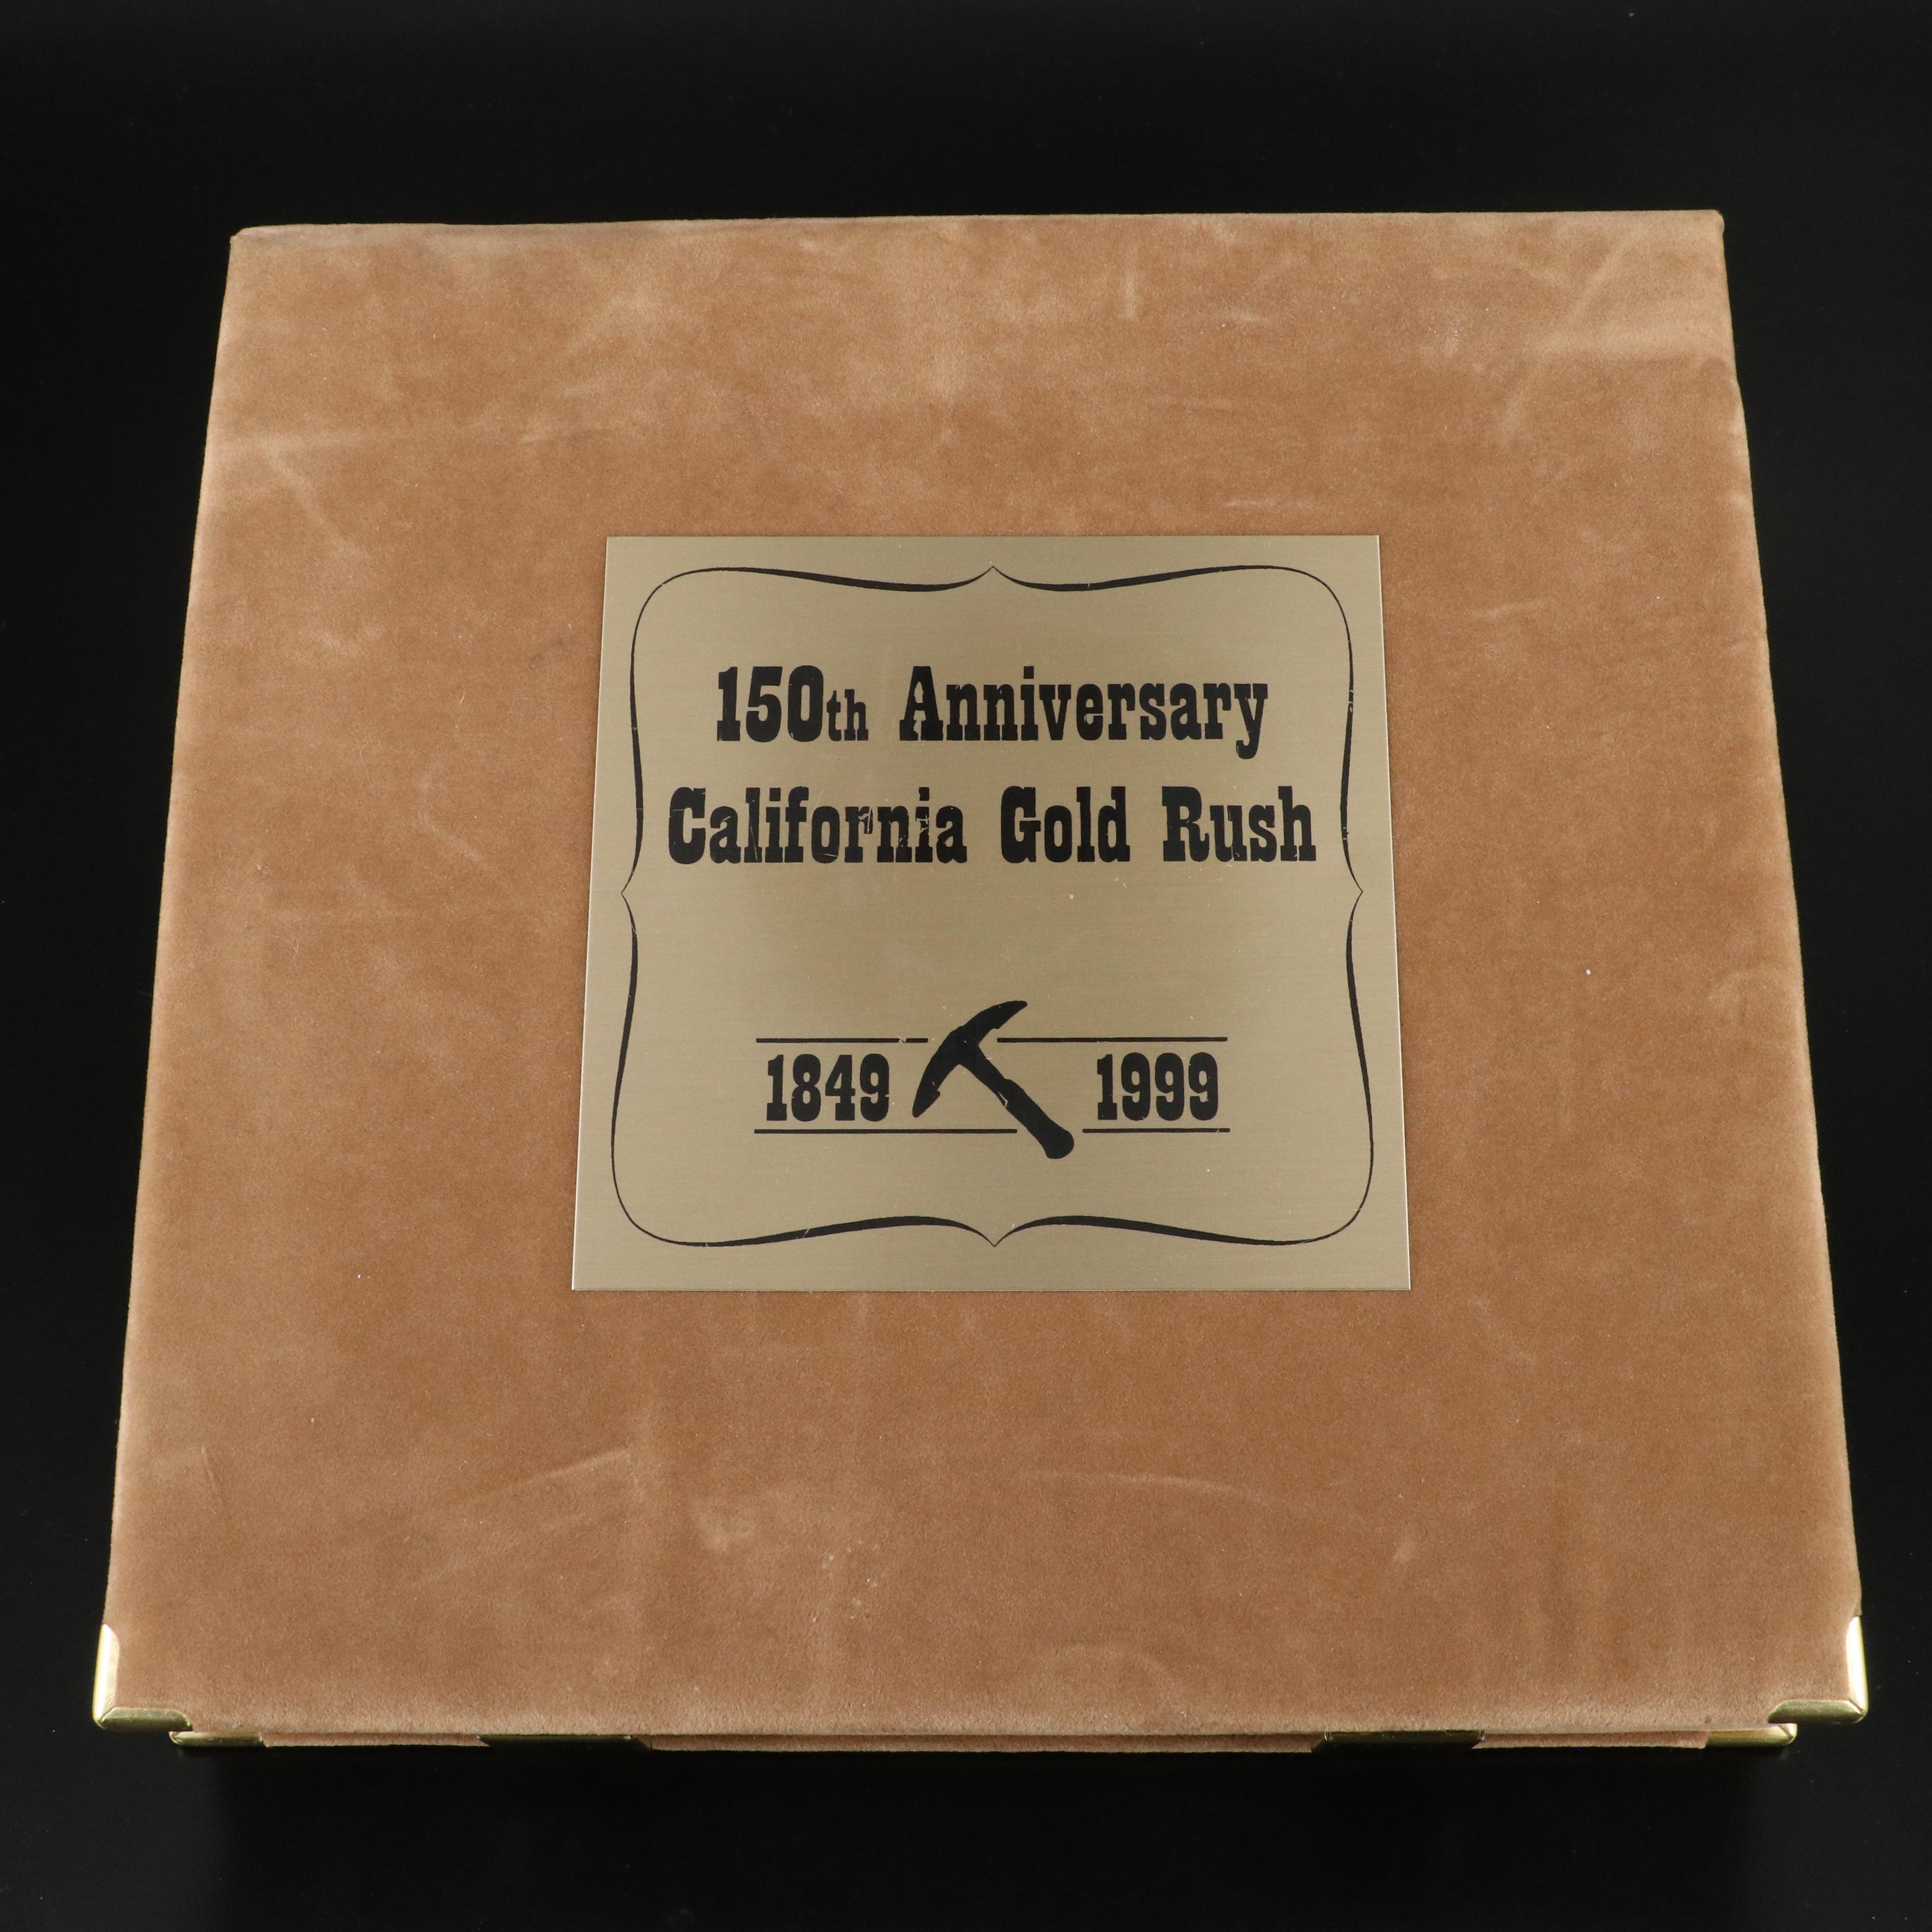 150th Anniversary
California Gold Rush
1849 1999